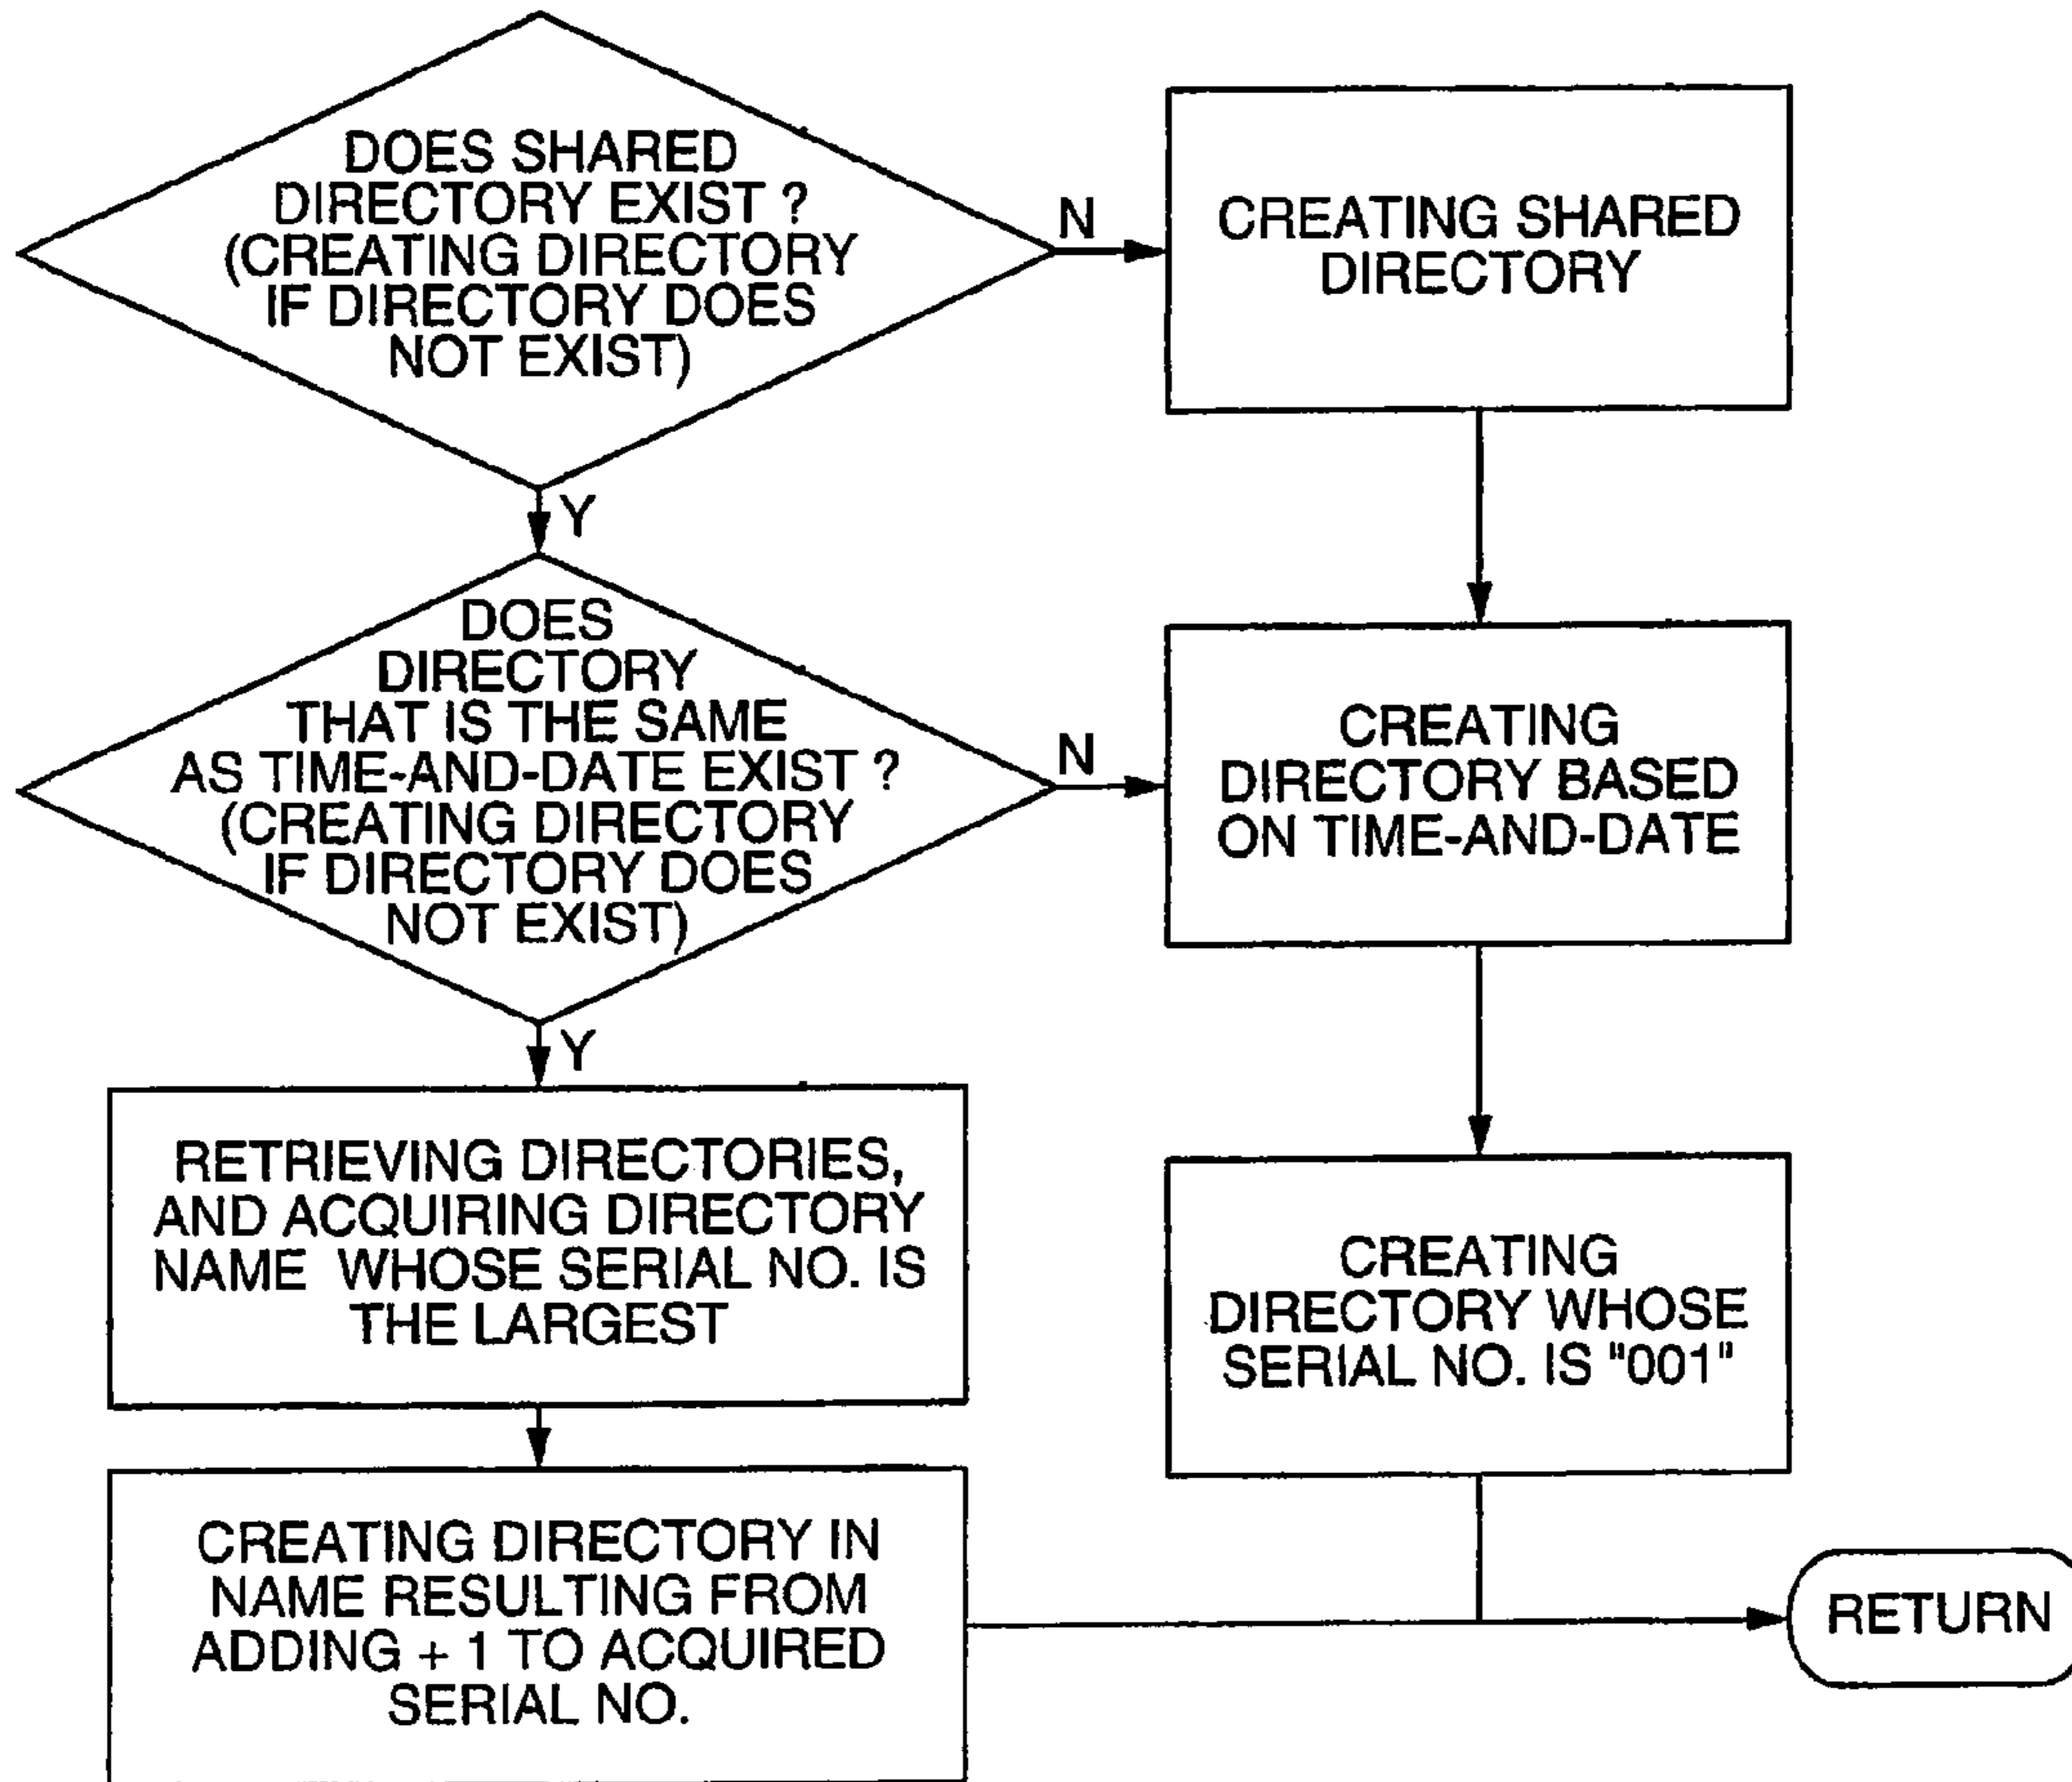 DOES SHARED
DIRECTORY EXIST ?
(CREATING DIRECTORY
IF DIRECTORY DOES
NOT EXIST)
N
CREATING SHARED
DIRECTORY
Y
DOES
DIRECTORY
THAT IS THE SAME
AS TIME-AND-DATE EXIST ?
(CREATING DIRECTORY
IF DIRECTORY DOES
NOT EXIST)
N
CREATING
DIRECTORY BASED
ON TIME-AND-DATE
Y
RETRIEVING DIRECTORIES,
AND ACQUIRING DIRECTORY
NAME WHOSE SERIAL NO. IS
THE LARGEST
CREATING
DIRECTORY WHOSE
SERIAL NO. IS "001"
CREATING DIRECTORY IN
NAME RESULTING FROM
ADDING + 1 TO ACQUIRED
SERIAL NO.
RETURN